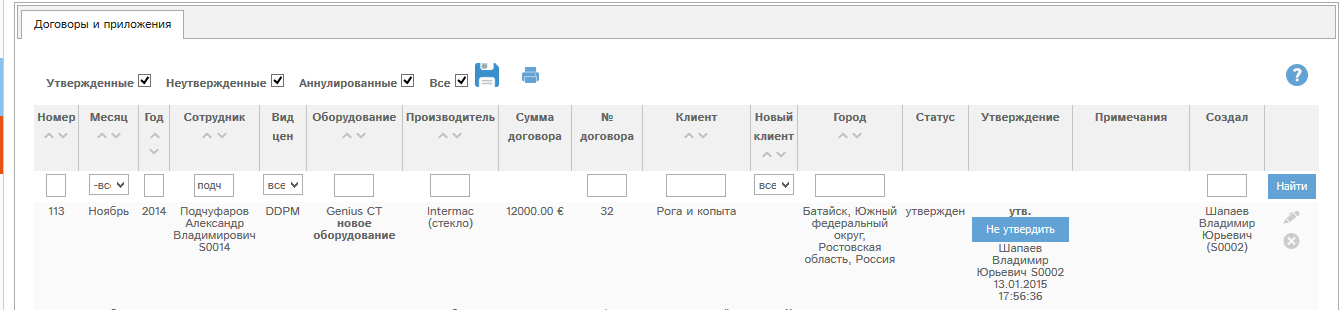 Договоры и приложения
Утвержденные Неутвержденные Аннулированные Все
?
Номер Месяц Год Сотрудник Вид цен Оборудование Производитель Сумма договора № договора Клиент Новый клиент Город Статус Утверждение Примечания Создал
-вс подч все все Найти
113 Ноябрь 2014 Подчуфаров Александр Владимирович S0014 DDPM Genius CT новое оборудование Intermac (стекло) 12000.00 € 32 Рога и копыта Батайск, Южный федеральный округ, Ростовская область, Россия утвержден утв. Не утвердить Шапаев Владимир Юрьевич S0002 13.01.2015 17:56:36 Шапаев Владимир Юрьевич (S0002)